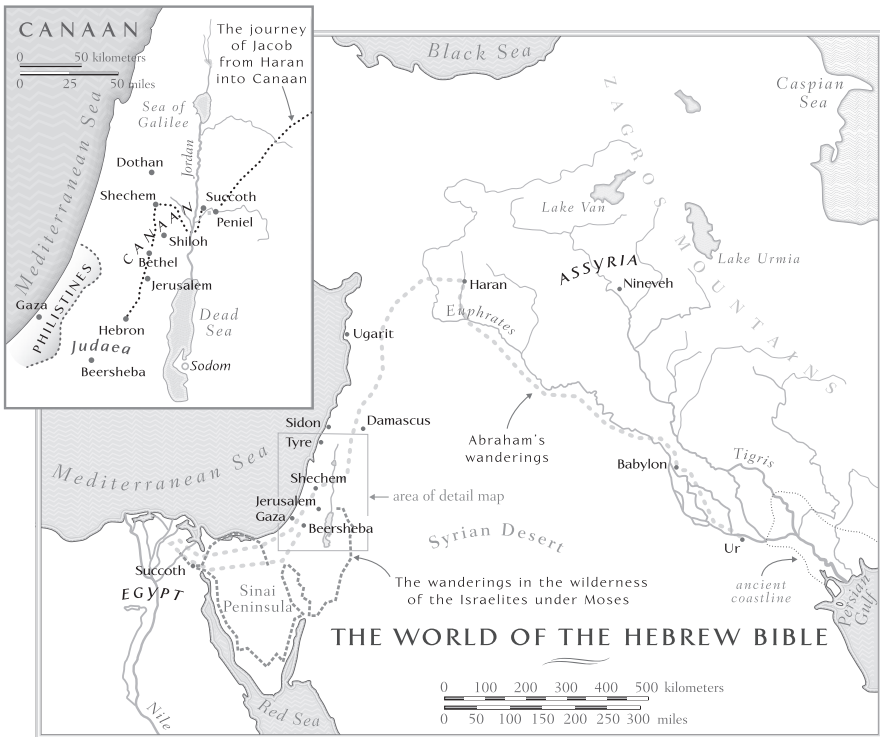 CANAAN
0 50 kilometers
0 25 50 miles
The journey
of Jacob
from Haran
into Canaan
Mediterranean Sea
Sea of
Galilee
Jordan
Dothan
Shechem
Succoth
Peniel
CANAAN
Shiloh
Bethel
Jerusalem
Gaza
PHILISTINES
Hebron
Judaea
Beersheba
Dead
Sea
Sodom
Black Sea
Caspian
Sea
ZAGROS MOUNTAINS
Lake Van
Lake Urmia
ASSYRIA
Nineveh
Haran
Euphrates
Ugarit
Sidon
Damascus
Tyre
Mediterranean Sea
Abraham's
wanderings
Babylon
Tigris
Shechem
Jerusalem
Gaza
Beersheba
area of detail map
Syrian Desert
Ur
Succoth
EGYPT
Sinai
Peninsula
The wanderings in the wilderness
of the Israelites under Moses
ancient
coastline
Persian
Gulf
THE WORLD OF THE HEBREW BIBLE
Nile
Red Sea
0 100 200 300 400 500 kilometers
0 50 100 150 200 250 300 miles